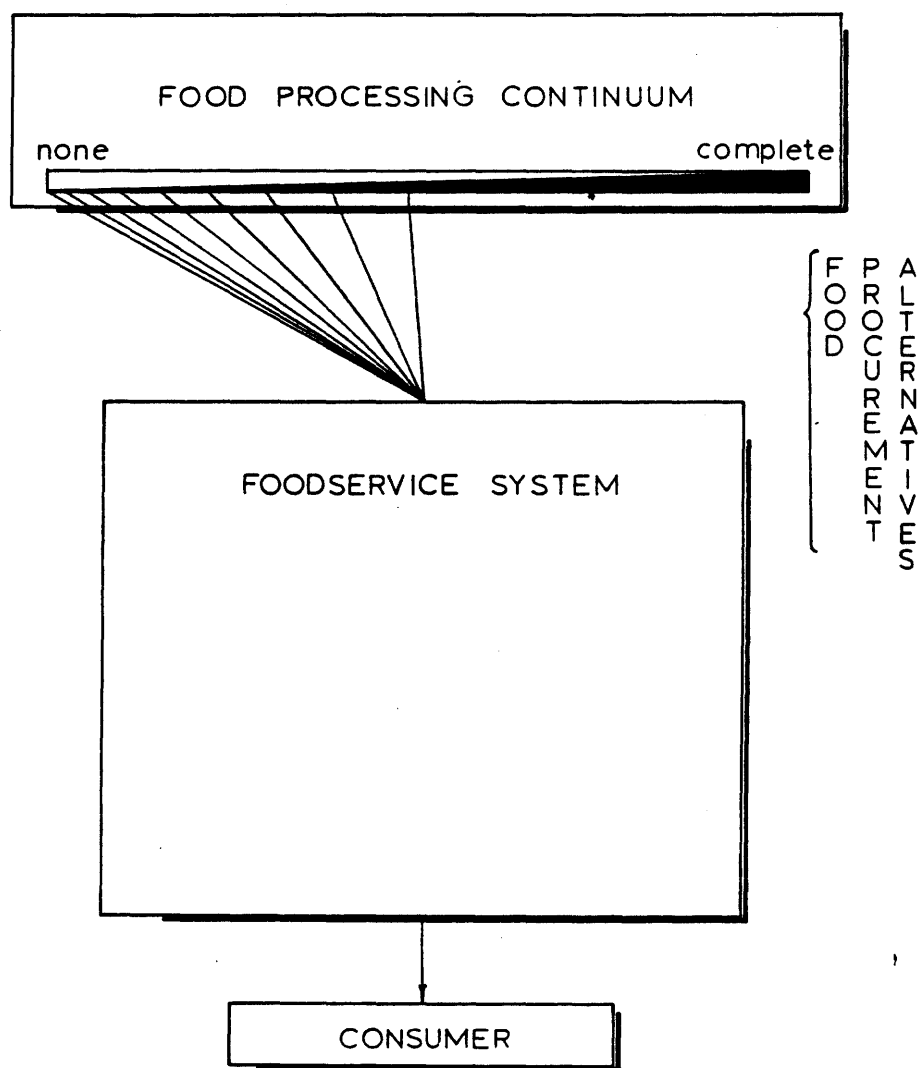 FOOD PROCESSING CONTINUUM
none complete
FOOD
PROCUREMENT
ALTERNATIVES
FOODSERVICE SYSTEM
CONSUMER